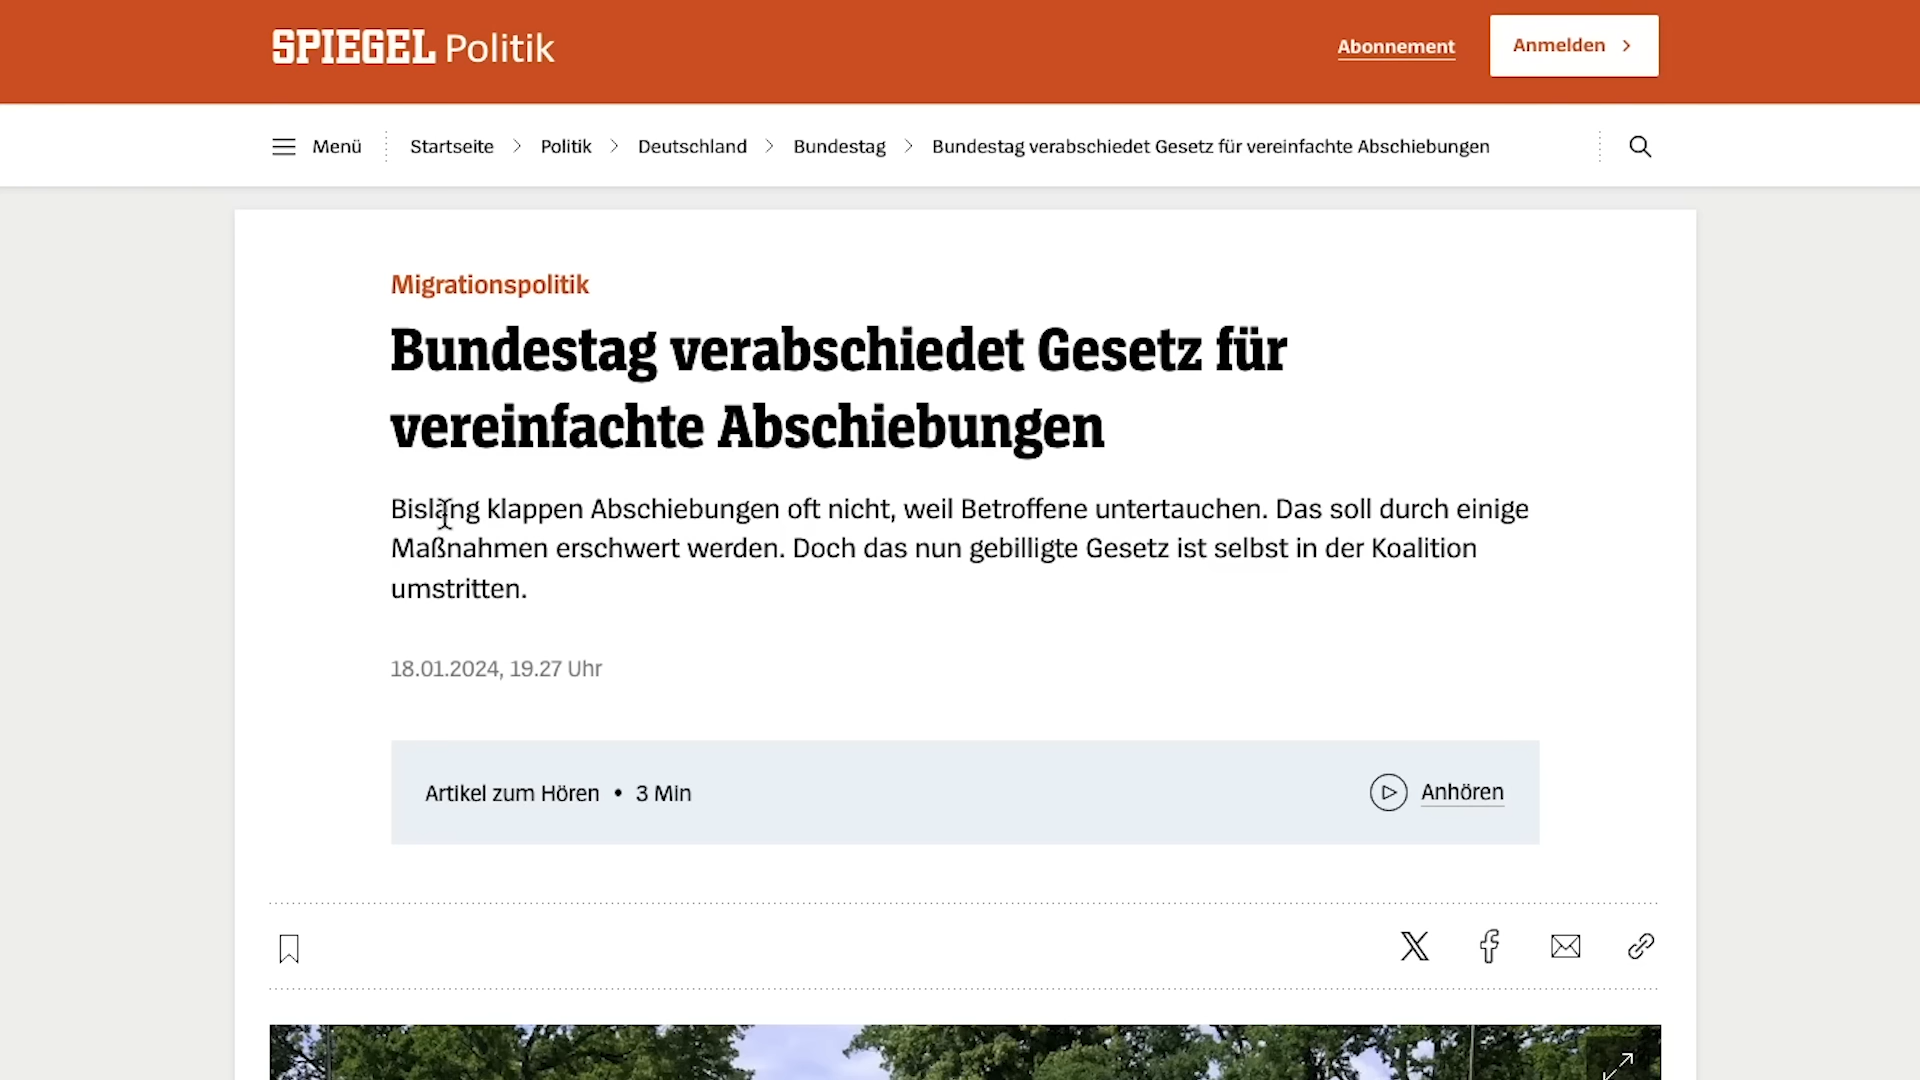 SPIEGEL Politik
Abonnement
Anmelden
Menü
Startseite
Politik
Deutschland
Bundestag
Bundestag verabschiedet Gesetz für vereinfachte Abschiebungen
Migrationspolitik
Bundestag verabschiedet Gesetz für
vereinfachte Abschiebungen
Bislang klappen Abschiebungen oft nicht, weil Betroffene untertauchen. Das soll durch einige
Maßnahmen erschwert werden. Doch das nun gebilligte Gesetz ist selbst in der Koalition
umstritten.
18.01.2024, 19.27 Uhr
Artikel zum Hören • 3 Min
Anhören